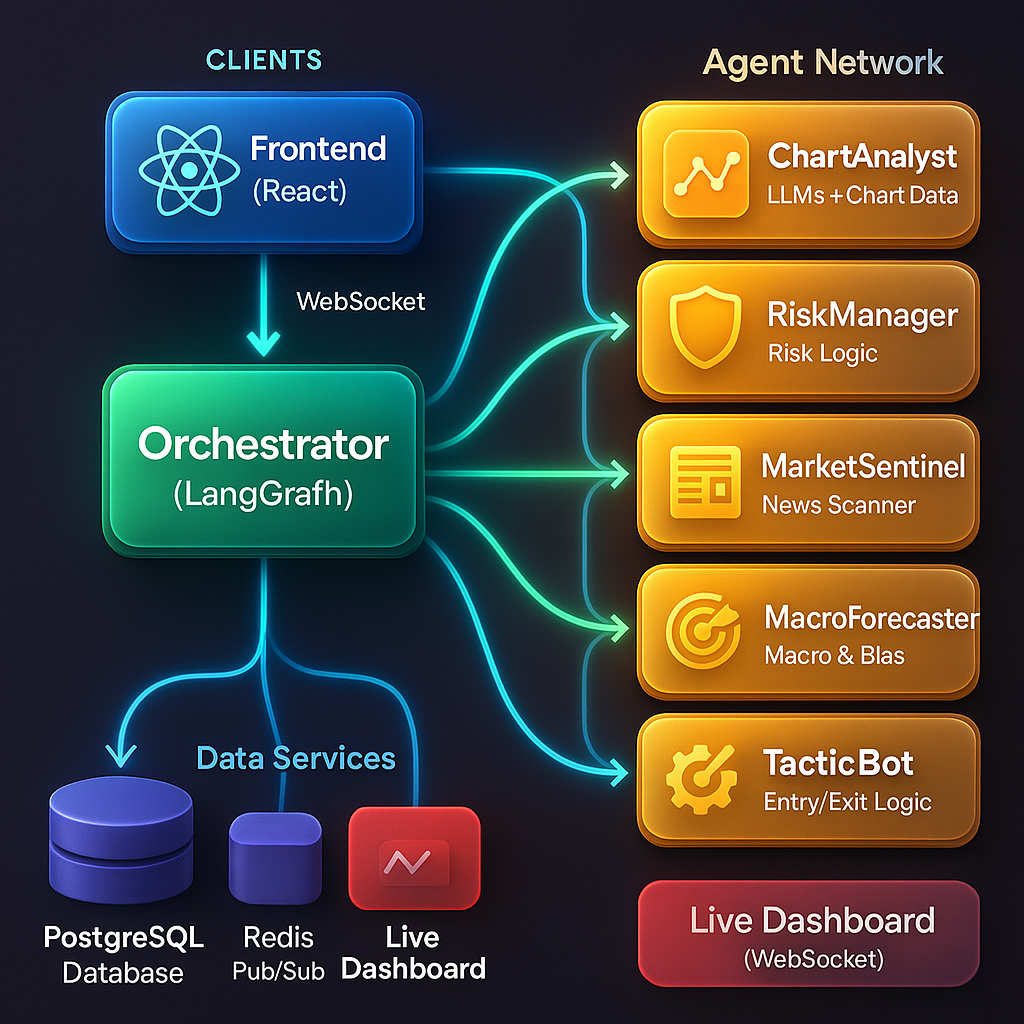 CLIENTS
Frontend
(React)
WebSocket
Orchestrator
(LangGrafh)
Data Services
PostgreSQL
Database
Redis
Pub/Sub
Live
Dashboard
Agent Network
ChartAnalyst
LLMs + Chart Data
RiskManager
Risk Logic
MarketSentinel
News Scanner
MacroForecaster
Macro & Blas
TacticBot
Entry/Exit Logic
Live Dashboard
(WebSocket)